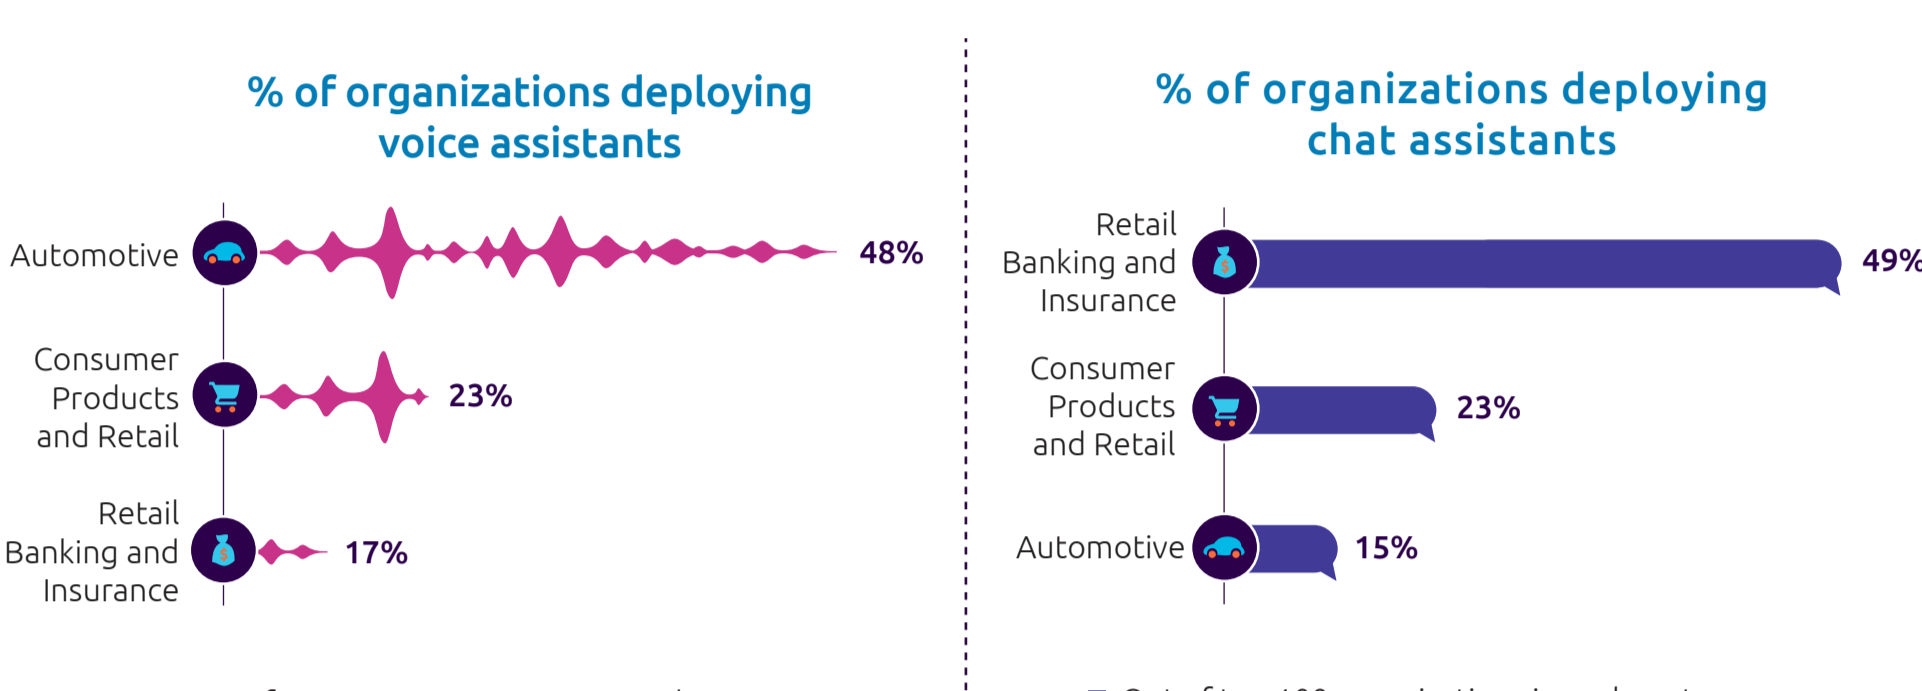 % of organizations deploying
voice assistants
Automotive
48%
Consumer
Products
and Retail
23%
Retail
Banking and
Insurance
17%
% of organizations deploying
chat assistants
Retail
Banking and
Insurance
49%
Consumer
Products
and Retail
23%
Automotive
15%